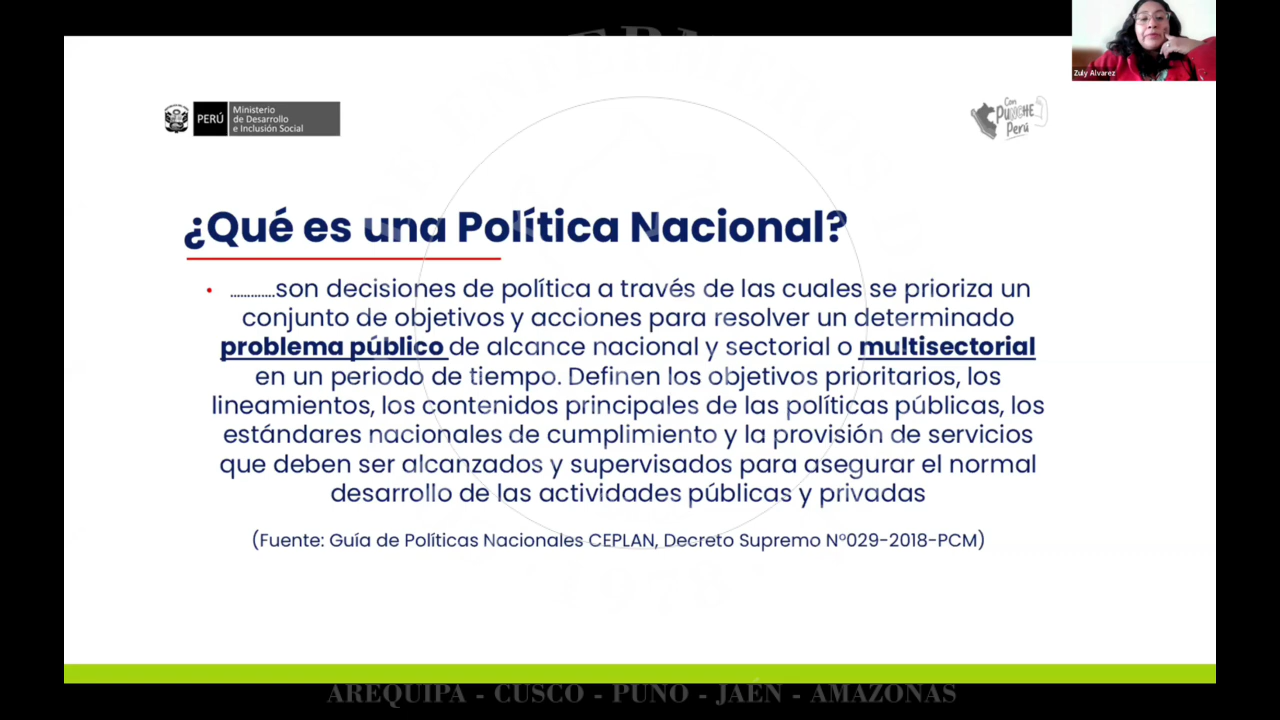 Zuly Alvarez
PERÚ
Ministerio
de Desarrollo
e Inclusión Social
Con
PUNCHE
Perú
¿Qué es una Política Nacional?
• .............son decisiones de política a través de las cuales se prioriza un
conjunto de objetivos y acciones para resolver un determinado
problema público de alcance nacional y sectorial o multisectorial
en un periodo de tiempo. Definen los objetivos prioritarios, los
lineamientos, los contenidos principales de las políticas públicas, los
estándares nacionales de cumplimiento y la provisión de servicios
que deben ser alcanzados y supervisados para asegurar el normal
desarrollo de las actividades públicas y privadas
(Fuente: Guía de Políticas Nacionales CEPLAN, Decreto Supremo N°029-2018-PCM)
1978
AREQUIPA - CUSCO - PUNO - JAÉN - AMAZONAS